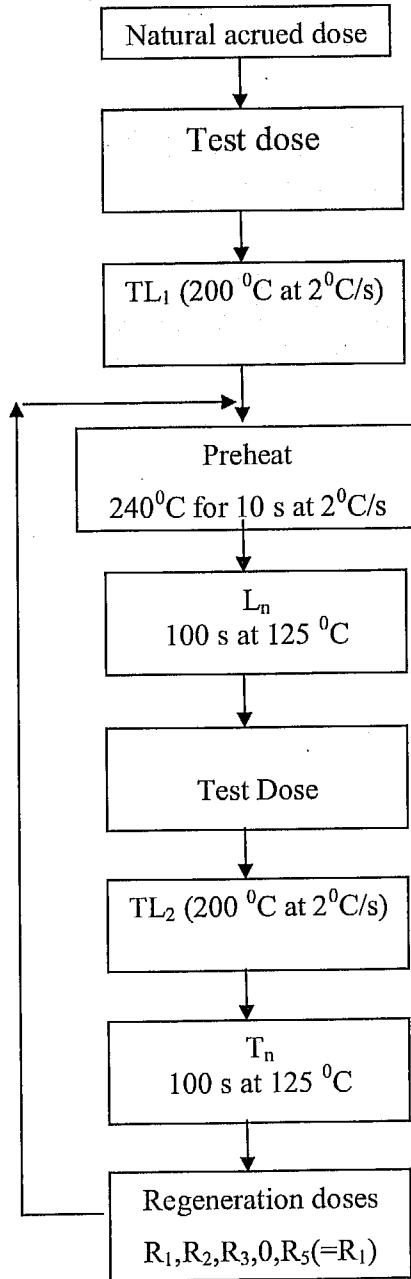 Natural acrued dose
Test dose
TL₁ (200 ⁰C at 2⁰C/s)
Preheat
240⁰C for 10 s at 2⁰C/s
Lₙ
100 s at 125 ⁰C
Test Dose
TL₂ (200 ⁰C at 2⁰C/s)
Tₙ
100 s at 125 ⁰C
Regeneration doses
R₁,R₂,R₃,0,R₅(=R₁)